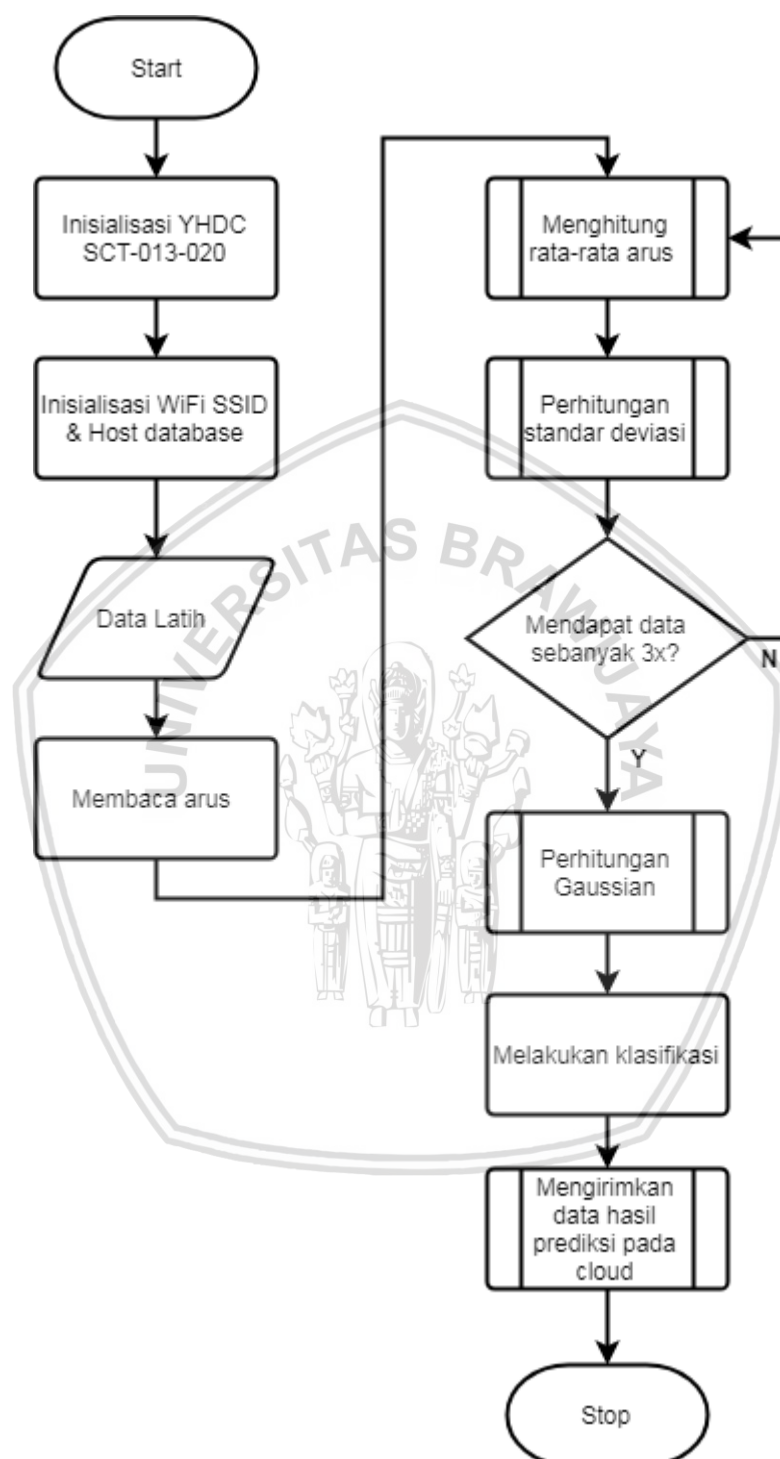 Start
Inisialisasi YHDC
SCT-013-020
Inisialisasi WiFi SSID
& Host database
Data Latih
Membaca arus
Menghitung
rata-rata arus
Perhitungan
standar deviasi
Mendapat data
sebanyak 3x?
N
Y
Perhitungan
Gaussian
Melakukan klasifikasi
Mengirimkan
data hasil
prediksi pada
cloud
Stop
UNIVERSITAS BRAWIJAYA